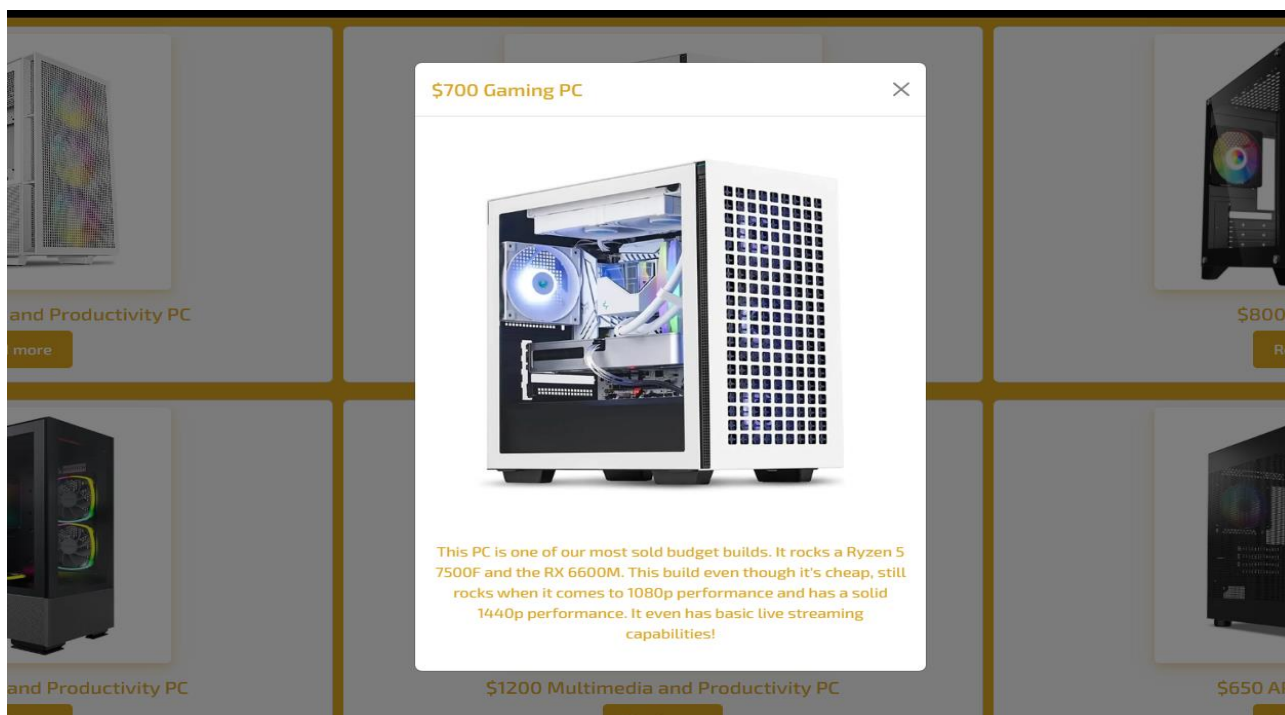 $700 Gaming PC
This PC is one of our most sold budget builds. It rocks a Ryzen 5
7500F and the RX 6600M. This build even though it's cheap, still
rocks when it comes to 1080p performance and has a solid
1440p performance. It even has basic live streaming
capabilities!
and Productivity PC
more
$800
and Productivity PC
$1200 Multimedia and Productivity PC
$650